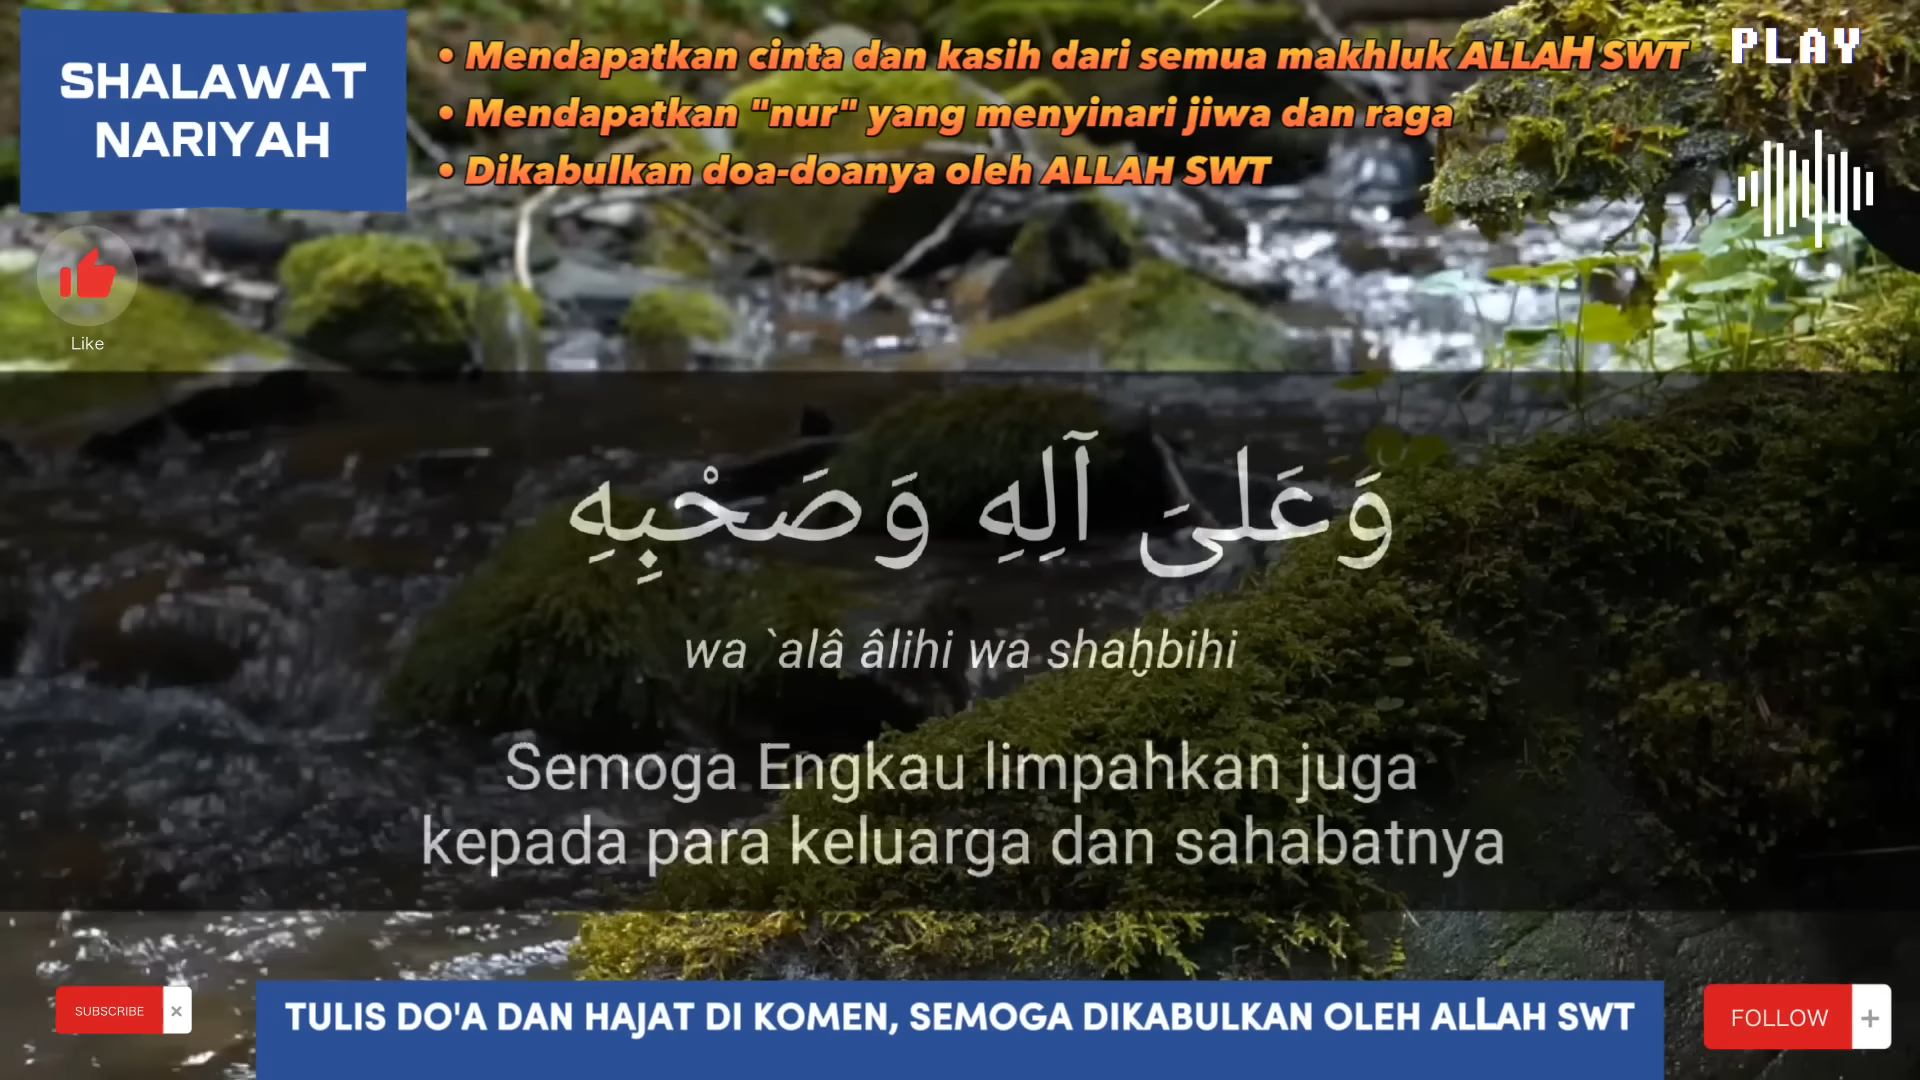 SHALAWAT
NARIYAH
• Mendapatkan cinta dan kasih dari semua makhluk ALLAH SWT
• Mendapatkan "nur" yang menyinari jiwa dan raga
• Dikabulkan doa-doanya oleh ALLAH SWT
PLAY
Like
وَعَلىَ آلِهِ وَصَحْبِهِ
wa `alâ âlihi wa shaḫbihi
Semoga Engkau limpahkan juga
kepada para keluarga dan sahabatnya
SUBSCRIBE
TULIS DO'A DAN HAJAT DI KOMEN, SEMOGA DIKABULKAN OLEH ALLAH SWT
FOLLOW